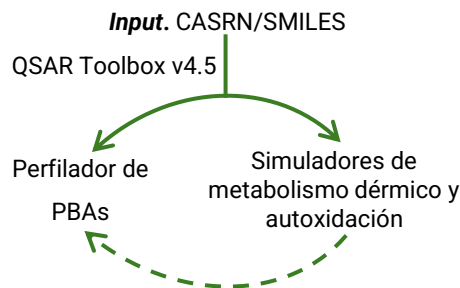 Input. CASRN/SMILES
QSAR Toolbox v4.5
Perfilador de
PBAs
Simuladores de
metabolismo dérmico y
autoxidación